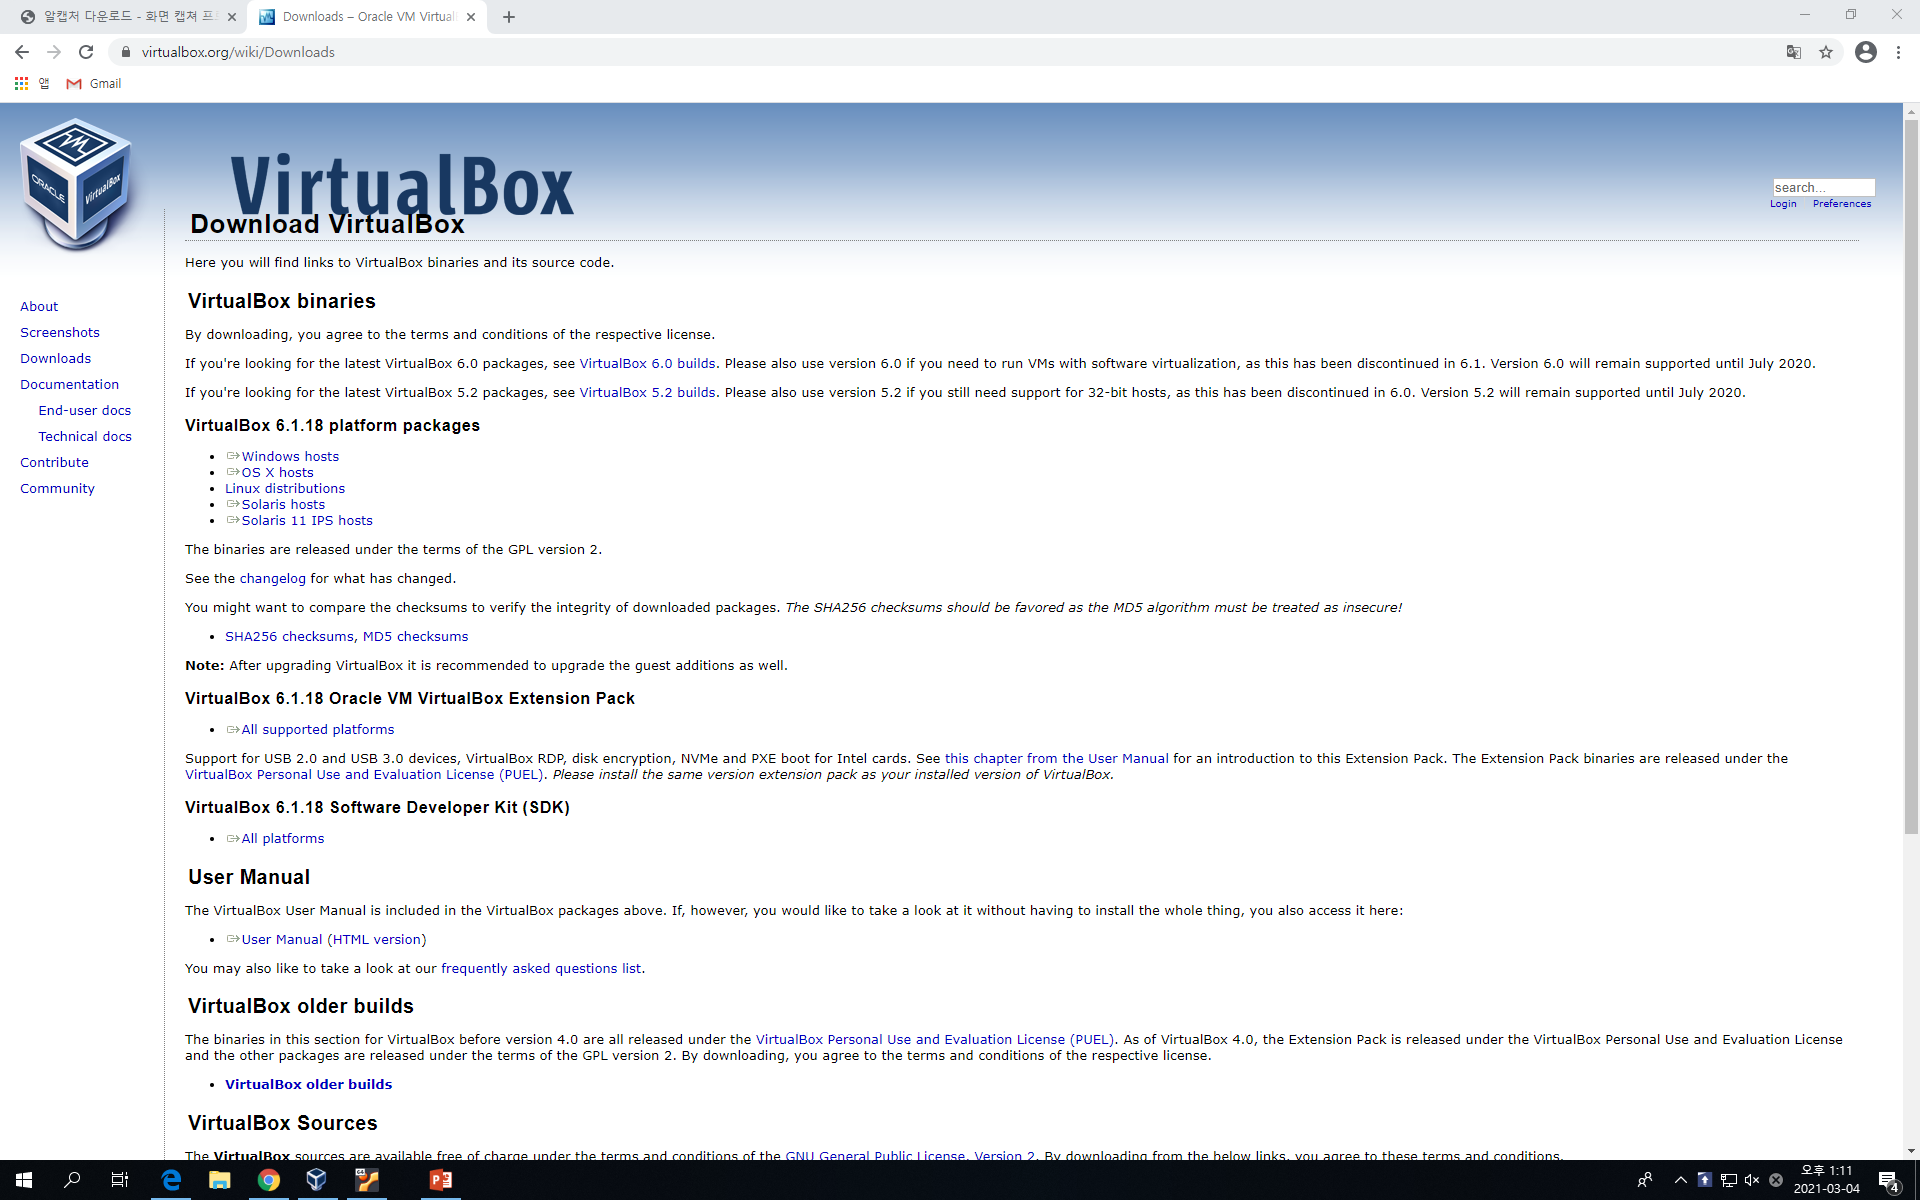 알캡처 다운로드 - 화면 캡쳐 프
Downloads – Oracle VM Virtual
virtualbox.org/wiki/Downloads
앱
Gmail
ORACLE
VirtualBox
VirtualBox
search...
Login Preferences
Download VirtualBox
Here you will find links to VirtualBox binaries and its source code.
About
Screenshots
Downloads
Documentation
End-user docs
Technical docs
Contribute
Community
VirtualBox binaries
By downloading, you agree to the terms and conditions of the respective license.
If you're looking for the latest VirtualBox 6.0 packages, see VirtualBox 6.0 builds. Please also use version 6.0 if you need to run VMs with software virtualization, as this has been discontinued in 6.1. Version 6.0 will remain supported until July 2020.
If you're looking for the latest VirtualBox 5.2 packages, see VirtualBox 5.2 builds. Please also use version 5.2 if you still need support for 32-bit hosts, as this has been discontinued in 6.0. Version 5.2 will remain supported until July 2020.
VirtualBox 6.1.18 platform packages
Windows hosts
OS X hosts
Linux distributions
Solaris hosts
Solaris 11 IPS hosts
The binaries are released under the terms of the GPL version 2.
See the changelog for what has changed.
You might want to compare the checksums to verify the integrity of downloaded packages. The SHA256 checksums should be favored as the MD5 algorithm must be treated as insecure!
SHA256 checksums, MD5 checksums
Note: After upgrading VirtualBox it is recommended to upgrade the guest additions as well.
VirtualBox 6.1.18 Oracle VM VirtualBox Extension Pack
All supported platforms
Support for USB 2.0 and USB 3.0 devices, VirtualBox RDP, disk encryption, NVMe and PXE boot for Intel cards. See this chapter from the User Manual for an introduction to this Extension Pack. The Extension Pack binaries are released under the
VirtualBox Personal Use and Evaluation License (PUEL). Please install the same version extension pack as your installed version of VirtualBox.
VirtualBox 6.1.18 Software Developer Kit (SDK)
All platforms
User Manual
The VirtualBox User Manual is included in the VirtualBox packages above. If, however, you would like to take a look at it without having to install the whole thing, you also access it here:
User Manual (HTML version)
You may also like to take a look at our frequently asked questions list.
VirtualBox older builds
The binaries in this section for VirtualBox before version 4.0 are all released under the VirtualBox Personal Use and Evaluation License (PUEL). As of VirtualBox 4.0, the Extension Pack is released under the VirtualBox Personal Use and Evaluation License
and the other packages are released under the terms of the GPL version 2. By downloading, you agree to the terms and conditions of the respective license.
VirtualBox older builds
VirtualBox Sources
The VirtualBox sources are available free of charge under the terms and conditions of the GNU General Public License, Version 2. By downloading from the below links, you agree to these terms and conditions.
오후 1:11
2021-03-04
4